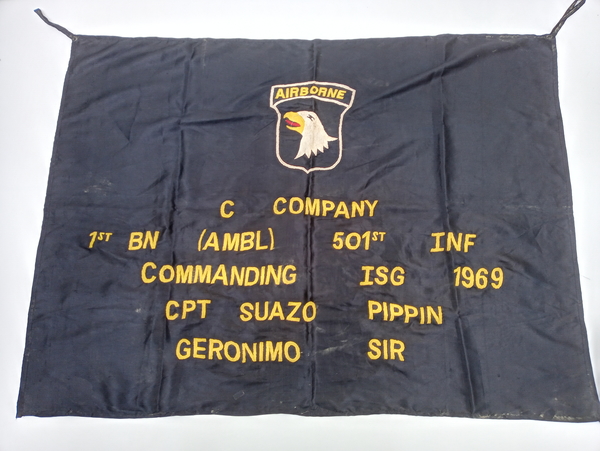 AIRBORNE
C COMPANY
1ST BN (AMBL) 501ST INF
COMMANDING ISG 1969
CPT SUAZO PIPPIN
GERONIMO SIR